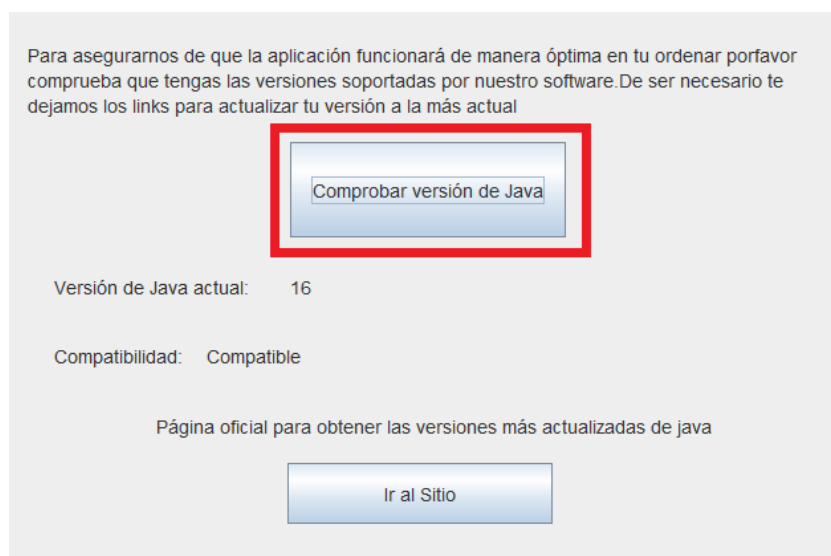 Para asegurarnos de que la aplicación funcionará de manera óptima en tu ordenar porfavor
comprueba que tengas las versiones soportadas por nuestro software.De ser necesario te
dejamos los links para actualizar tu versión a la más actual
Comprobar versión de Java
Versión de Java actual: 16
Compatibilidad: Compatible
Página oficial para obtener las versiones más actualizadas de java
Ir al Sitio